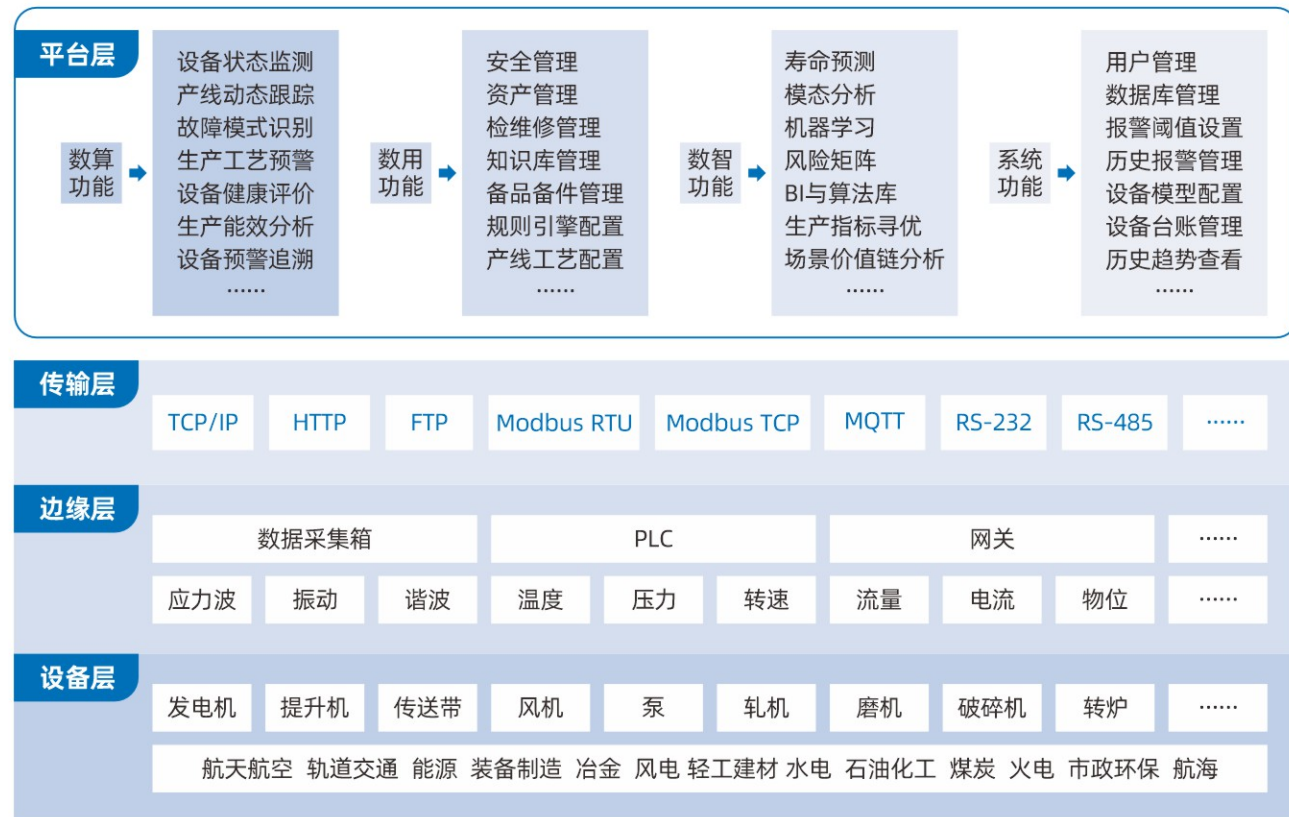 平台层
数算
功能
设备状态监测
产线动态跟踪
故障模式识别
生产工艺预警
设备健康评价
生产能效分析
设备预警追溯
……
数用
功能
安全管理
资产管理
检维修管理
知识库管理
备品备件管理
规则引擎配置
产线工艺配置
……
数智
功能
寿命预测
模态分析
机器学习
风险矩阵
BI与算法库
生产指标寻优
场景价值链分析
……
系统
功能
用户管理
数据库管理
报警阈值设置
历史报警管理
设备模型配置
设备台账管理
历史趋势查看
……
传输层
TCP/IP HTTP FTP Modbus RTU Modbus TCP MQTT RS-232 RS-485 ……
边缘层
数据采集箱 PLC 网关 ……
应力波 振动 谐波 温度 压力 转速 流量 电流 物位 ……
设备层
发电机 提升机 传送带 风机 泵 轧机 磨机 破碎机 转炉 ……
航天航空 轨道交通 能源 装备制造 冶金 风电 轻工建材 水电 石油化工 煤炭 火电 市政环保 航海